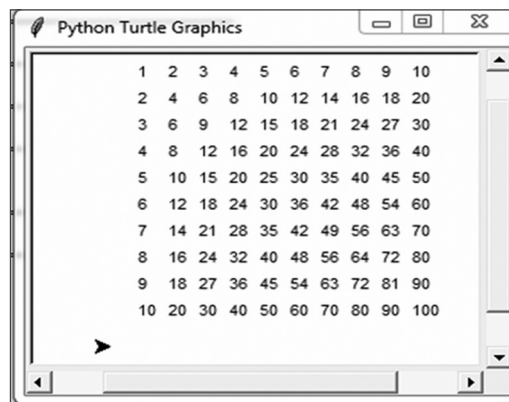 Python Turtle Graphics
1 2 3 4 5 6 7 8 9 10
2 4 6 8 10 12 14 16 18 20
3 6 9 12 15 18 21 24 27 30
4 8 12 16 20 24 28 32 36 40
5 10 15 20 25 30 35 40 45 50
6 12 18 24 30 36 42 48 54 60
7 14 21 28 35 42 49 56 63 70
8 16 24 32 40 48 56 64 72 80
9 18 27 36 45 54 63 72 81 90
10 20 30 40 50 60 70 80 90 100